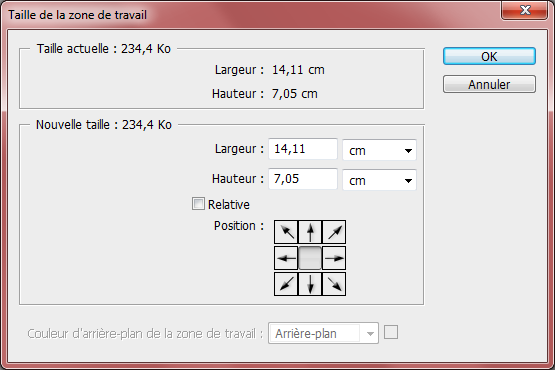 Taille de la zone de travail
Taille actuelle : 234,4 Ko
Largeur : 14,11 cm
Hauteur : 7,05 cm
OK
Annuler
Nouvelle taille : 234,4 Ko
Largeur : 14,11 cm
Hauteur : 7,05 cm
Relative
Position :
Couleur d'arrière-plan de la zone de travail : Arrière-plan